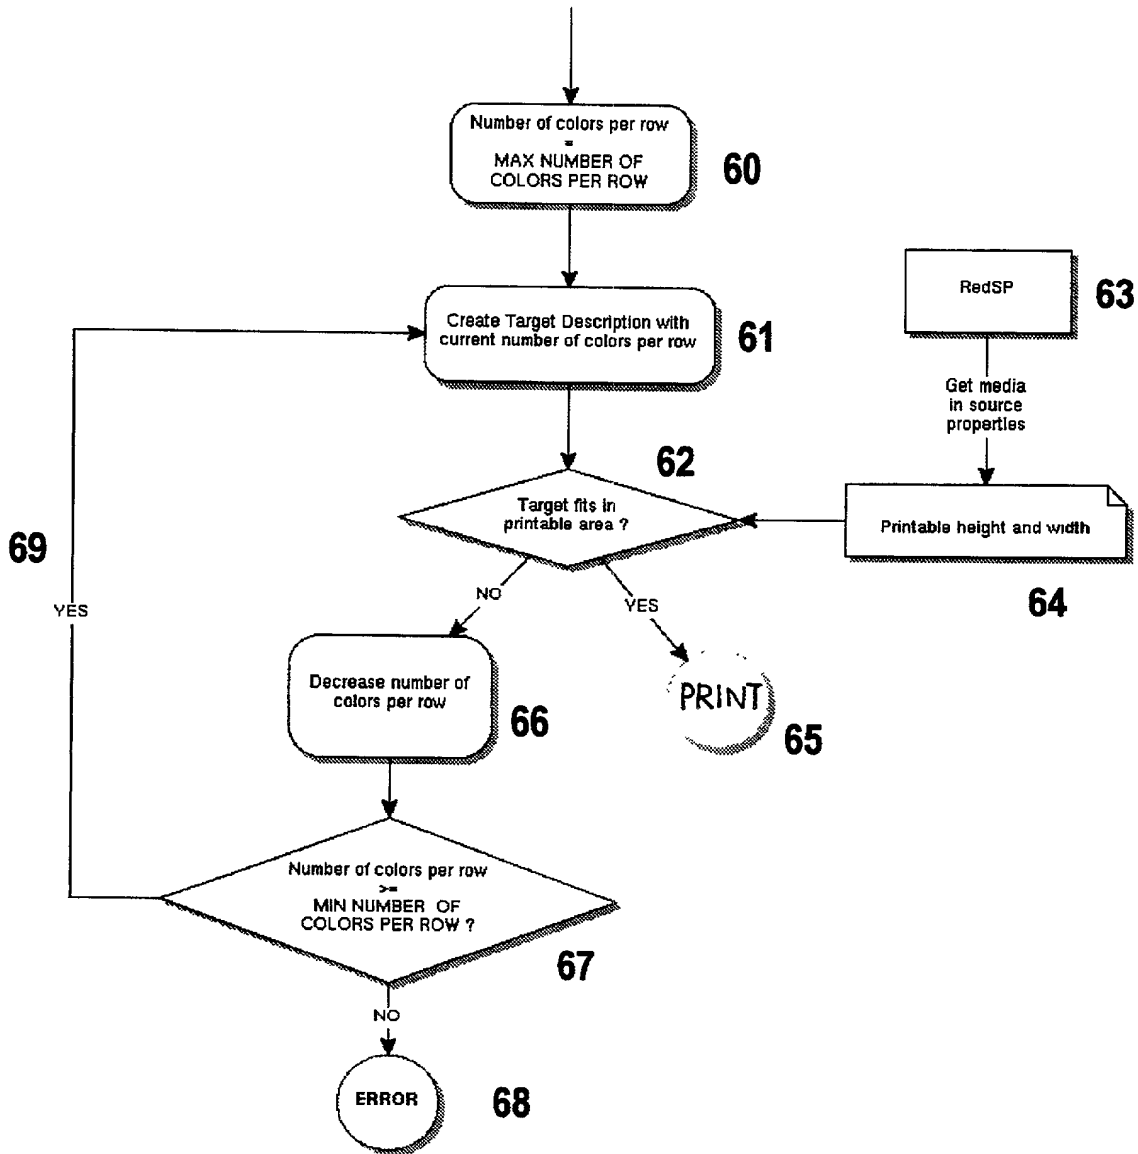 Number of colors per row
=
MAX NUMBER OF
COLORS PER ROW
60
RedSP
63
Create Target Description with
current number of colors per row
61
Get media
in source
properties
62
Target fits in
printable area ?
Printable height and width
64
69
YES
NO
YES
Decrease number of
colors per row
66
PRINT
65
Number of colors per row
>=
MIN NUMBER OF
COLORS PER ROW ?
67
NO
ERROR
68